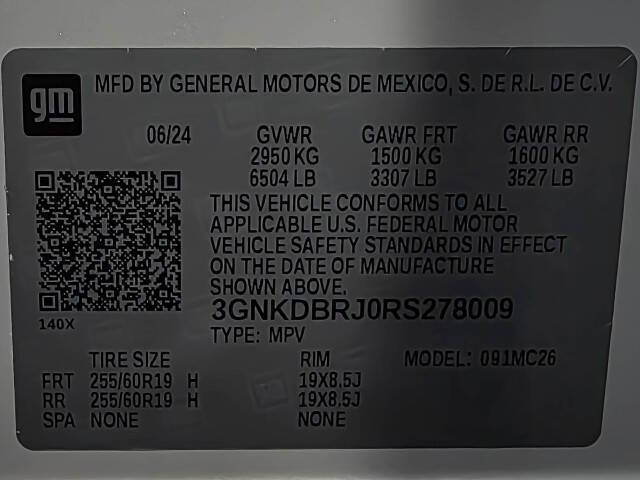 gm
MFD BY GENERAL MOTORS DE MEXICO, S. DE R.L. DE C.V.
06/24 GVWR GAWR FRT GAWR RR
2950 KG 1500 KG 1600 KG
6504 LB 3307 LB 3527 LB
THIS VEHICLE CONFORMS TO ALL
APPLICABLE U.S. FEDERAL MOTOR
VEHICLE SAFETY STANDARDS IN EFFECT
ON THE DATE OF MANUFACTURE
SHOWN ABOVE.
3GNKDBRJ0RS278009
140X
TYPE: MPV
TIRE SIZE RIM MODEL: 091MC26
FRT 255/60R19 H 19X8.5J
RR 255/60R19 H 19X8.5J
SPA NONE NONE